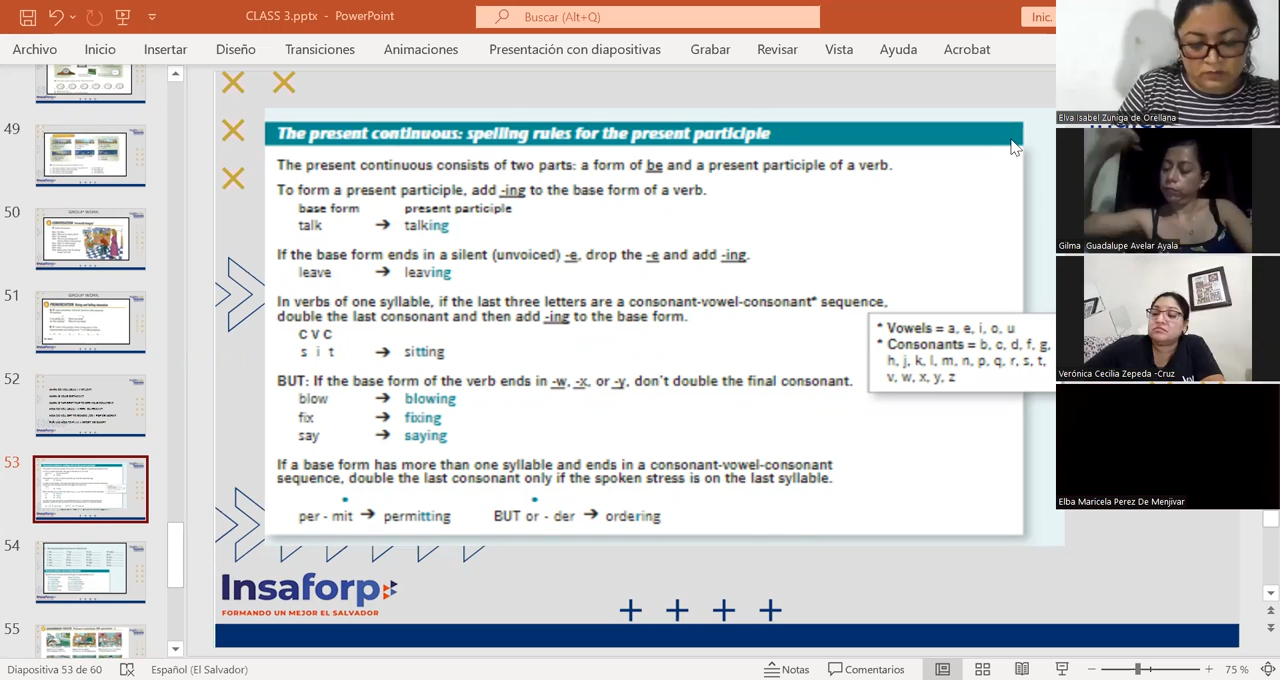 CLASS 3.pptx - PowerPoint
Buscar (Alt+Q)
Inic.
Archivo Inicio Insertar Diseño Transiciones Animaciones Presentación con diapositivas Grabar Revisar Vista Ayuda Acrobat
49
50
51
52
53
54
55
The present continuous: spelling rules for the present participle
The present continuous consists of two parts: a form of be and a present participle of a verb.
To form a present participle, add -ing to the base form of a verb.
base form present participle
talk → talking
If the base form ends in a silent (unvoiced) -e, drop the -e and add -ing.
leave → leaving
In verbs of one syllable, if the last three letters are a consonant-vowel-consonant* sequence,
double the last consonant and then add -ing to the base form.
C V C
s i t → sitting
BUT: If the base form of the verb ends in -w, -x, or -y, don't double the final consonant.
blow → blowing
fix → fixing
say → saying
If a base form has more than one syllable and ends in a consonant-vowel-consonant
sequence, double the last consonant only if the spoken stress is on the last syllable.
per - mit → permitting BUT or - der → ordering
* Vowels = a, e, i, o, u
* Consonants = b, c, d, f, g,
h, j, k, l, m, n, p, q, r, s, t,
v, w, x, y, z
Insaforp
FORMANDO UN MEJOR EL SALVADOR
Elva Isabel Zuniga de Orellana
Gilma Guadalupe Avelar Ayala
Verónica Cecilia Zepeda -Cruz
Elba Maricela Perez De Menjivar
Diapositiva 53 de 60 Español (El Salvador) Notas Comentarios 75 %